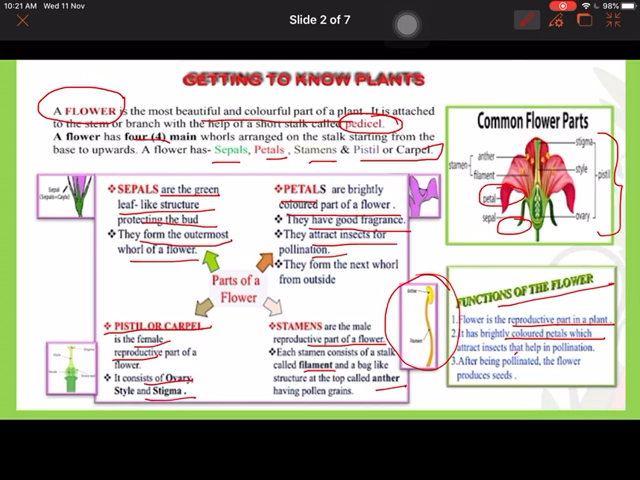 10:21 AM Wed 11 Nov
98%
Slide 2 of 7
GETTING TO KNOW PLANTS
A FLOWER is the most beautiful and colourful part of a plant. It is attached
to the stem or branch with the help of a short stalk called pedicel.
A flower has four (4) main whorls arranged on the stalk starting from the
base to upwards. A flower has- Sepals, Petals , Stamens & Pistil or Carpel.
Sepal
(Sepals=Calyx)
SEPALS are the green
leaf- like structure
protecting the bud
They form the outermost
whorl of a flower.
PETALS are brightly
coloured part of a flower .
They have good fragrance.
They attract insects for
pollination.
They form the next whorl
from outside
Parts of a
Flower
PISTIL OR CARPEL
is the female
reproductive part of a
flower.
It consists of Ovary,
Style and Stigma .
STAMENS are the male
reproductive part of a flower.
Each stamen consists of a stalk
called filament and a bag like
structure at the top called anther
having pollen grains.
Anther
Filament
Common Flower Parts
stigma
anther
stamen
style
pistil
filament
petal
sepal
ovary
FUNCTIONS OF THE FLOWER
1.Flower is the reproductive part in a plant .
2.It has brightly coloured petals which
attract insects that help in pollination.
3.After being pollinated, the flower
produces seeds .